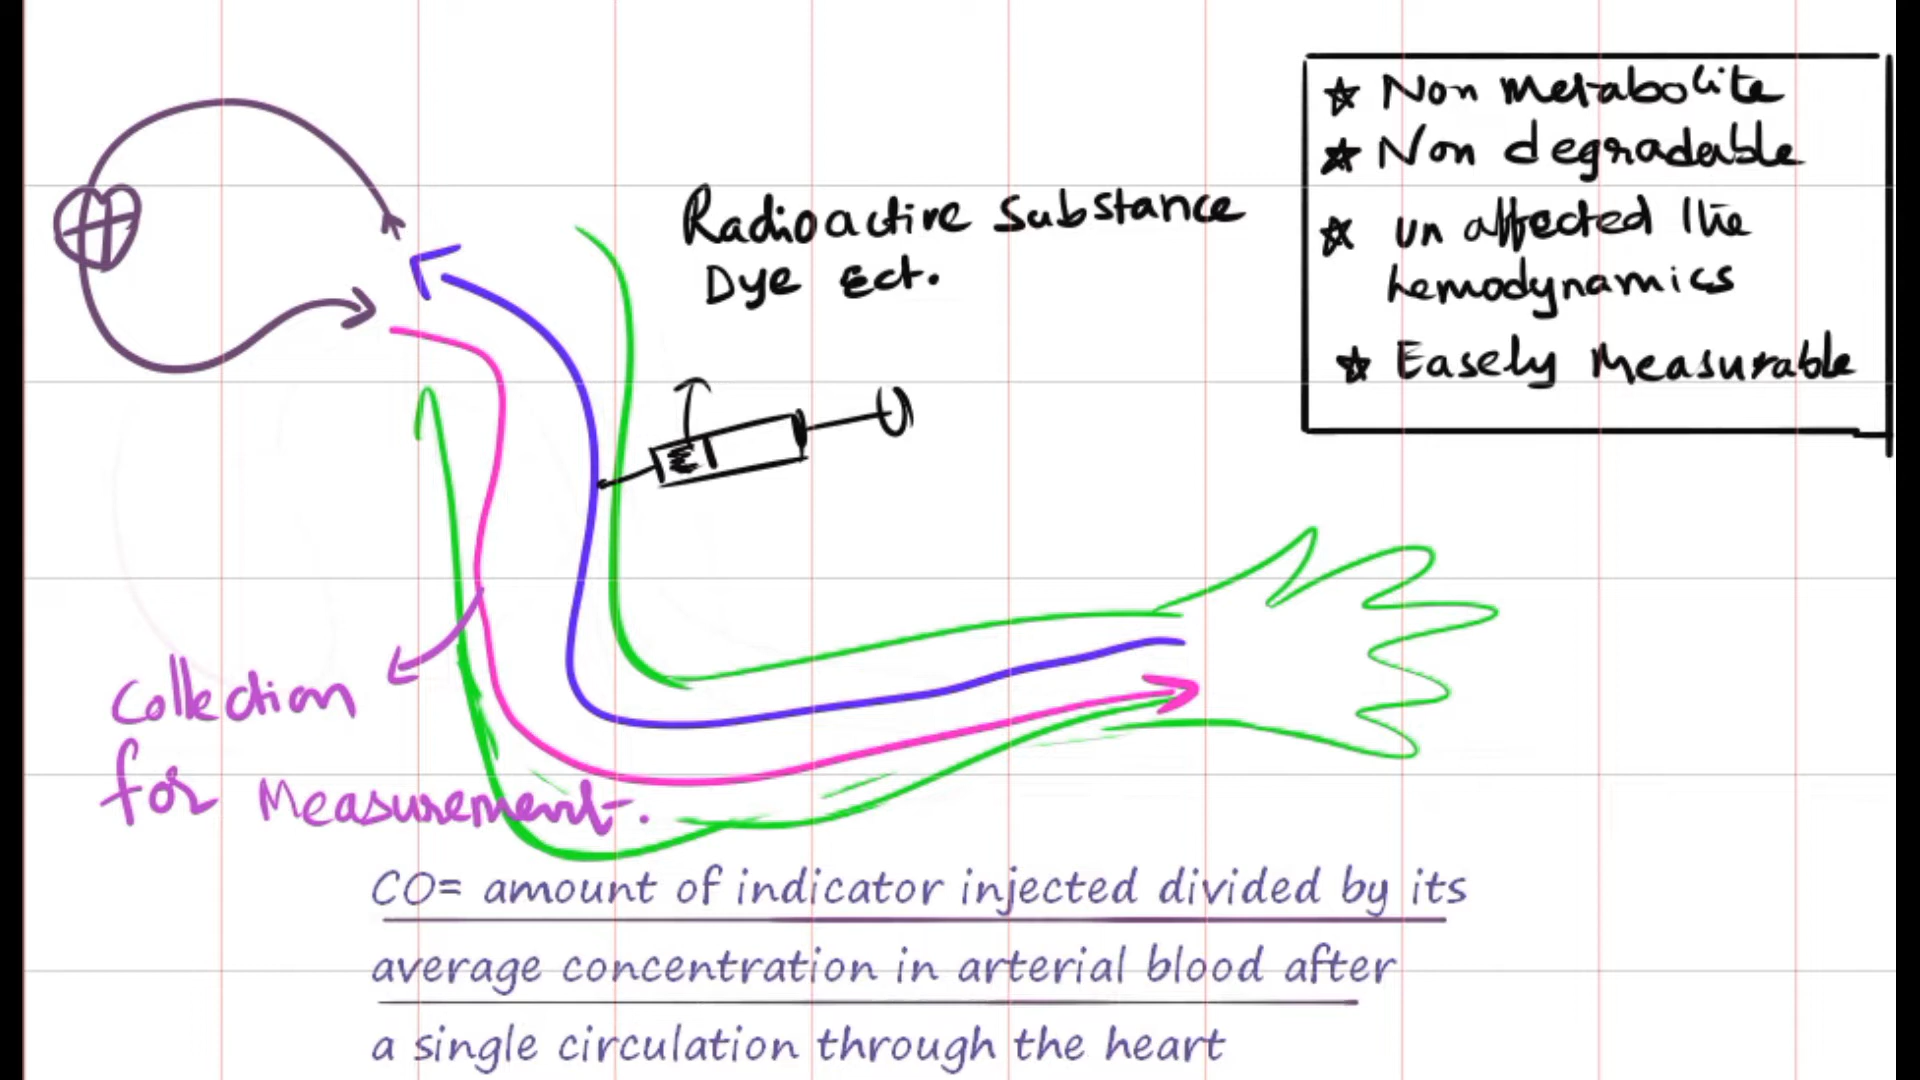 Radioactive Substance
Dye Ect.
☆ Non metabolite
☆ Non degradable
☆ un affected the
hemodynamics
☆ Easely Measurable
Collection
for Measurement.
CO= amount of indicator injected divided by its
average concentration in arterial blood after
a single circulation through the heart